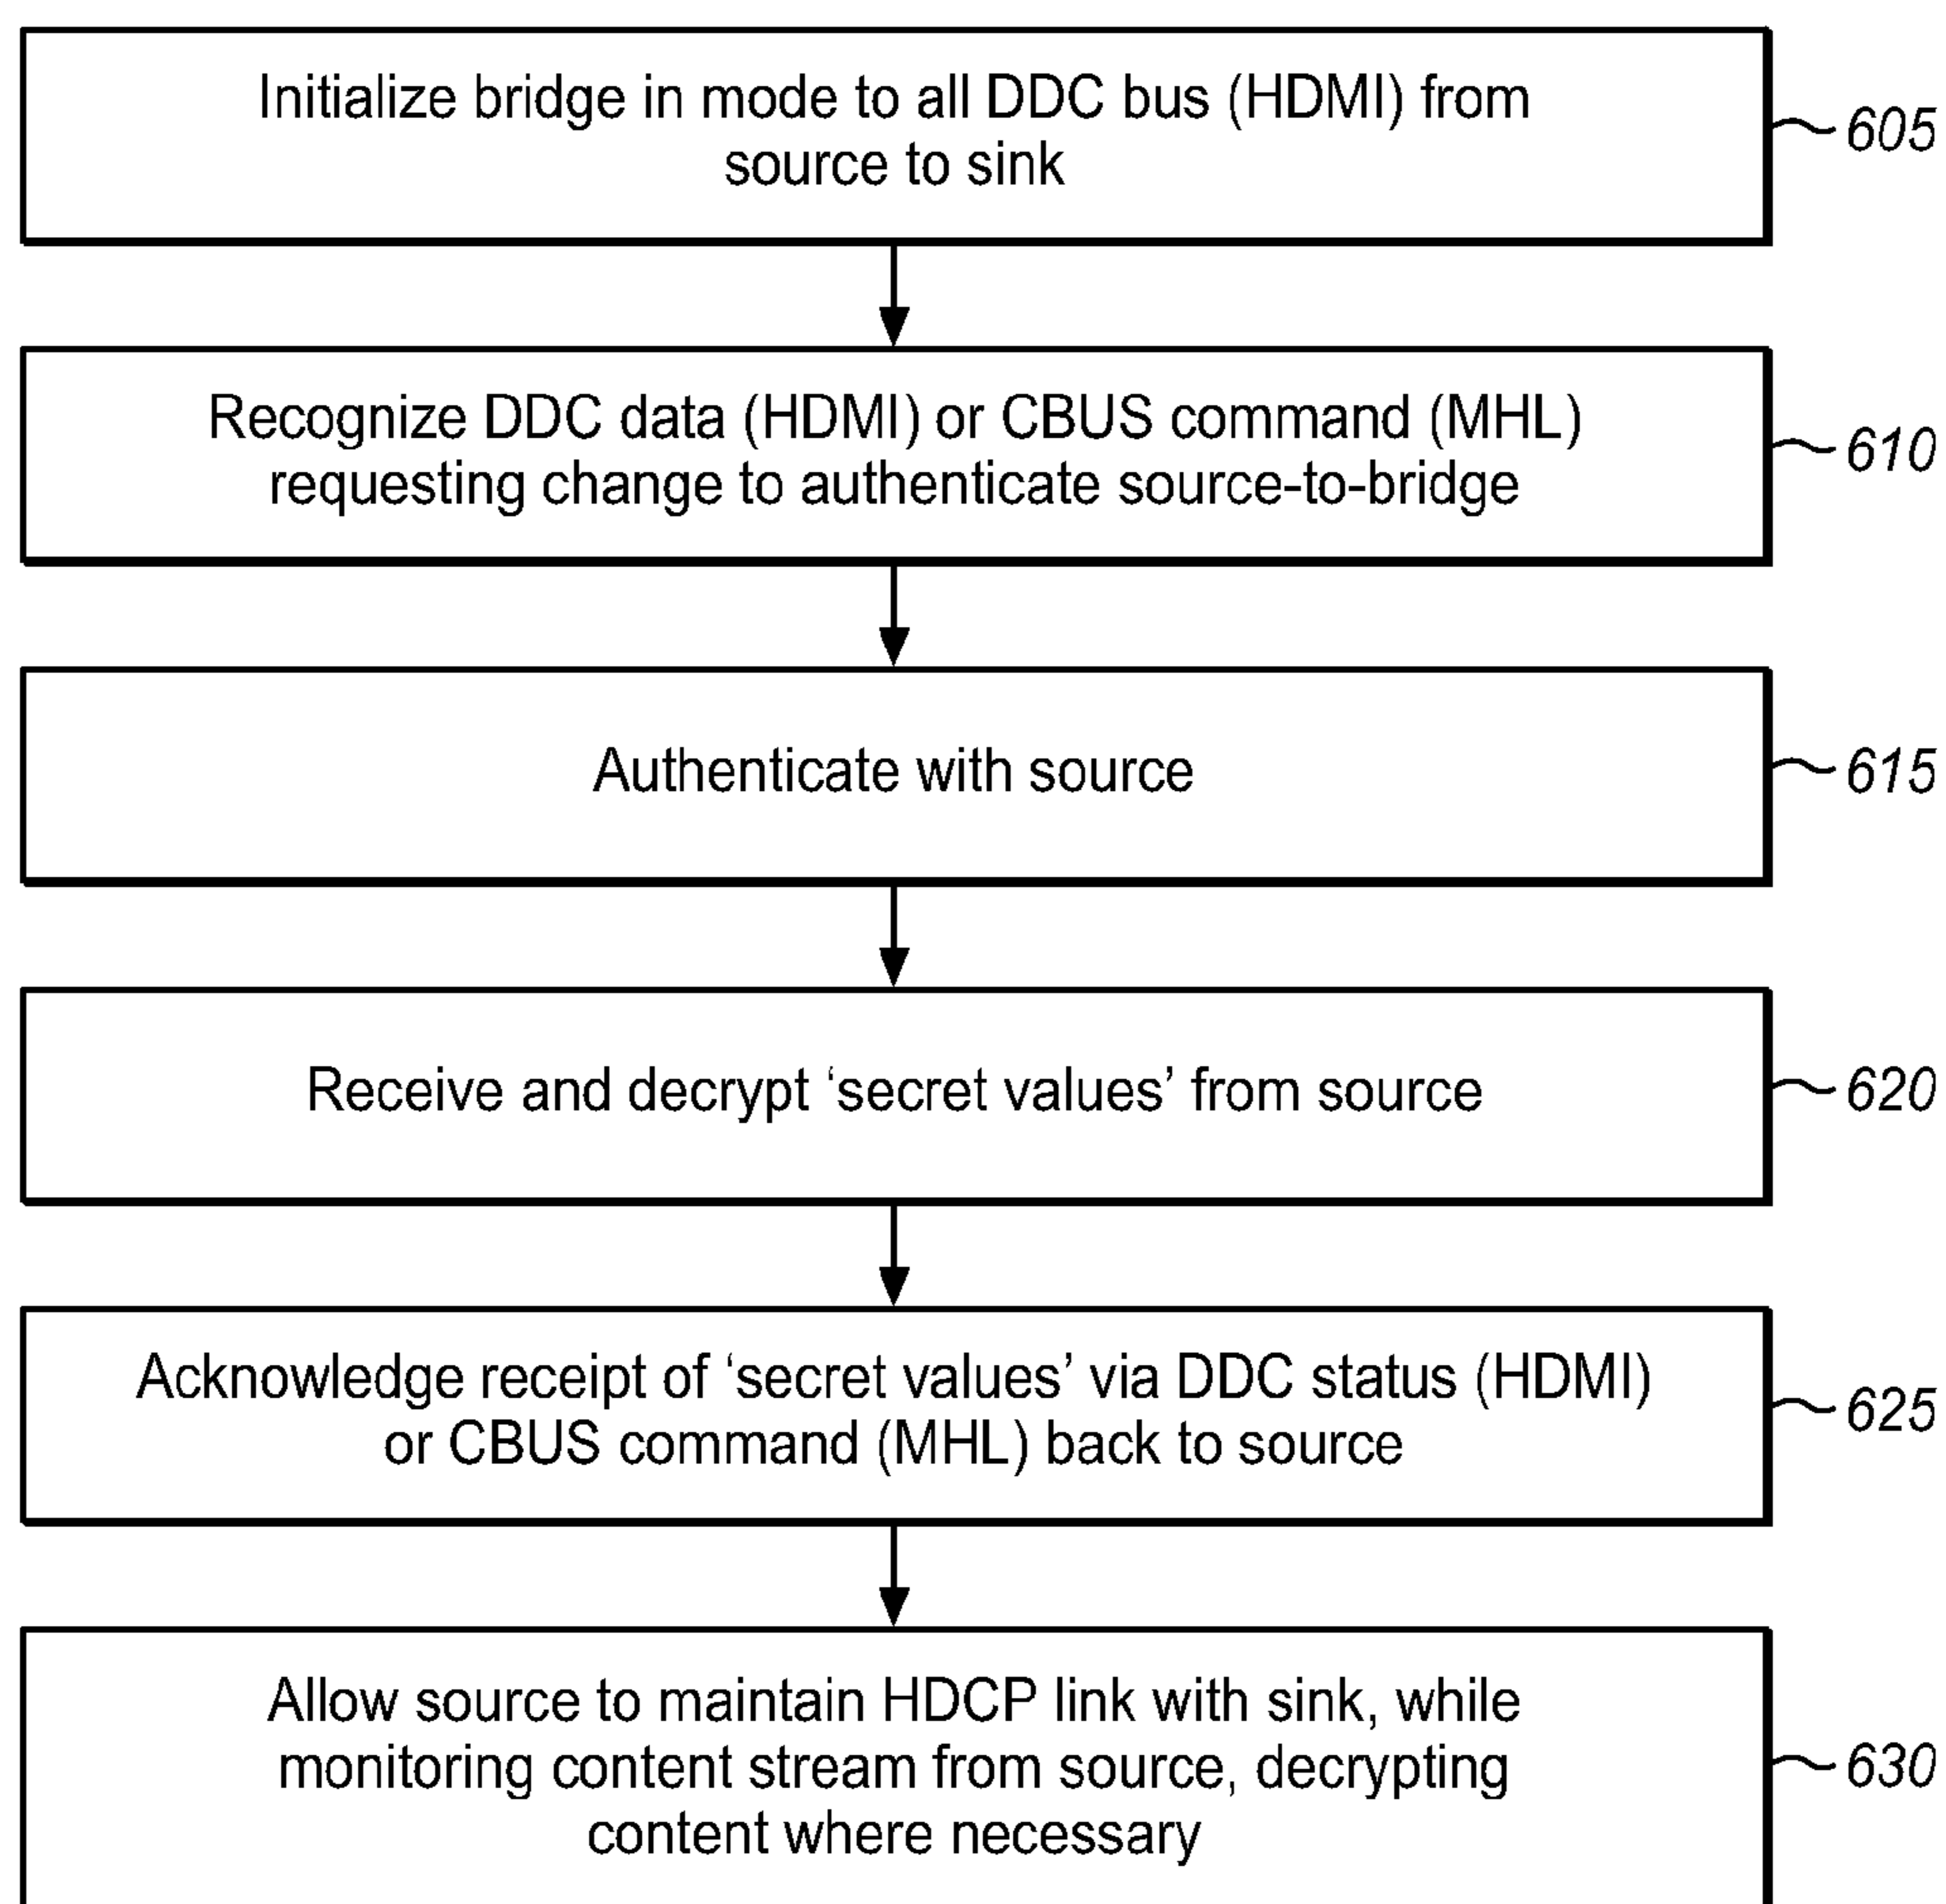 Initialize bridge in mode to all DDC bus (HDMI) from
source to sink
605
Recognize DDC data (HDMI) or CBUS command (MHL)
requesting change to authenticate source-to-bridge
610
Authenticate with source
615
Receive and decrypt ‘secret values’ from source
620
Acknowledge receipt of ‘secret values’ via DDC status (HDMI)
or CBUS command (MHL) back to source
625
Allow source to maintain HDCP link with sink, while
monitoring content stream from source, decrypting
content where necessary
630